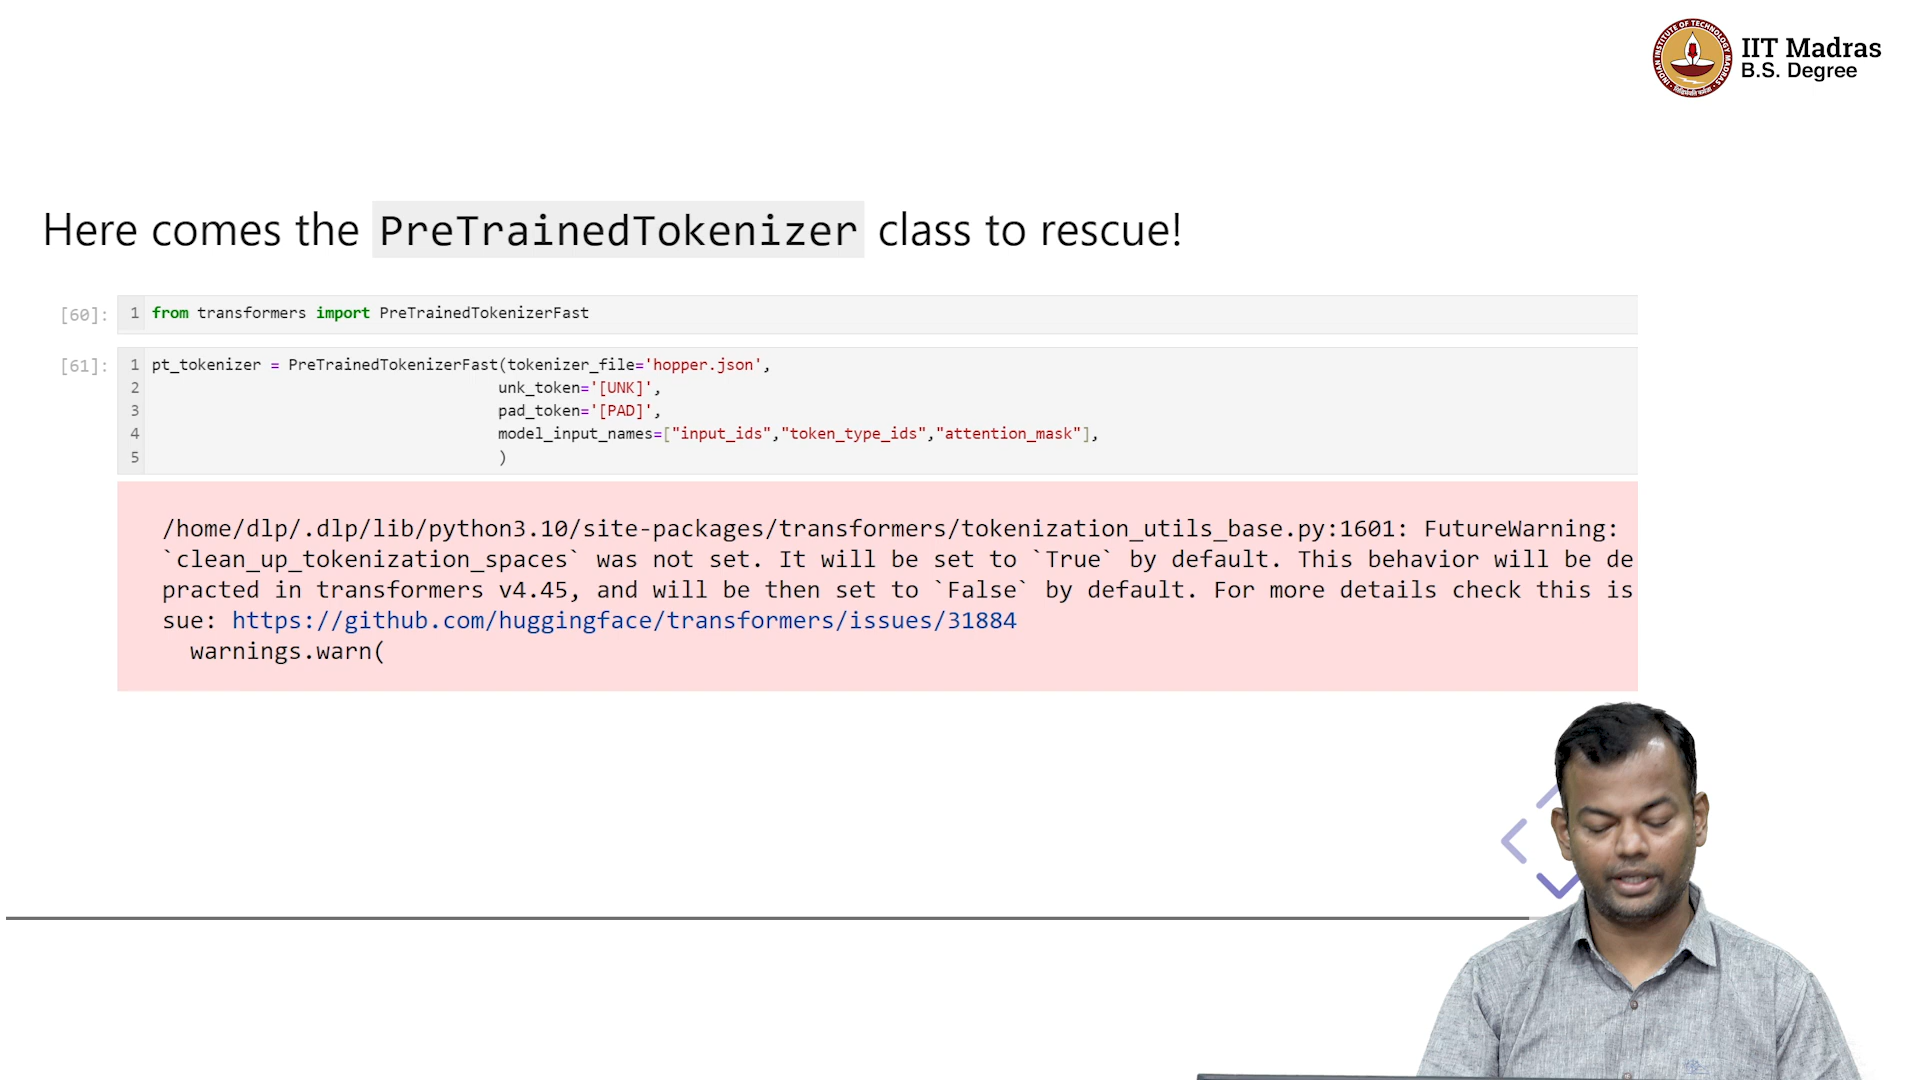 IIT Madras
B.S. Degree
Here comes the PreTrainedTokenizer class to rescue!
[60]: 1 from transformers import PreTrainedTokenizerFast
[61]: 1 pt_tokenizer = PreTrainedTokenizerFast(tokenizer_file='hopper.json',
2 unk_token='[UNK]',
3 pad_token='[PAD]',
4 model_input_names=["input_ids","token_type_ids","attention_mask"],
5 )
/home/dlp/.dlp/lib/python3.10/site-packages/transformers/tokenization_utils_base.py:1601: FutureWarning:
`clean_up_tokenization_spaces` was not set. It will be set to `True` by default. This behavior will be de
practed in transformers v4.45, and will be then set to `False` by default. For more details check this is
sue: https://github.com/huggingface/transformers/issues/31884
warnings.warn(